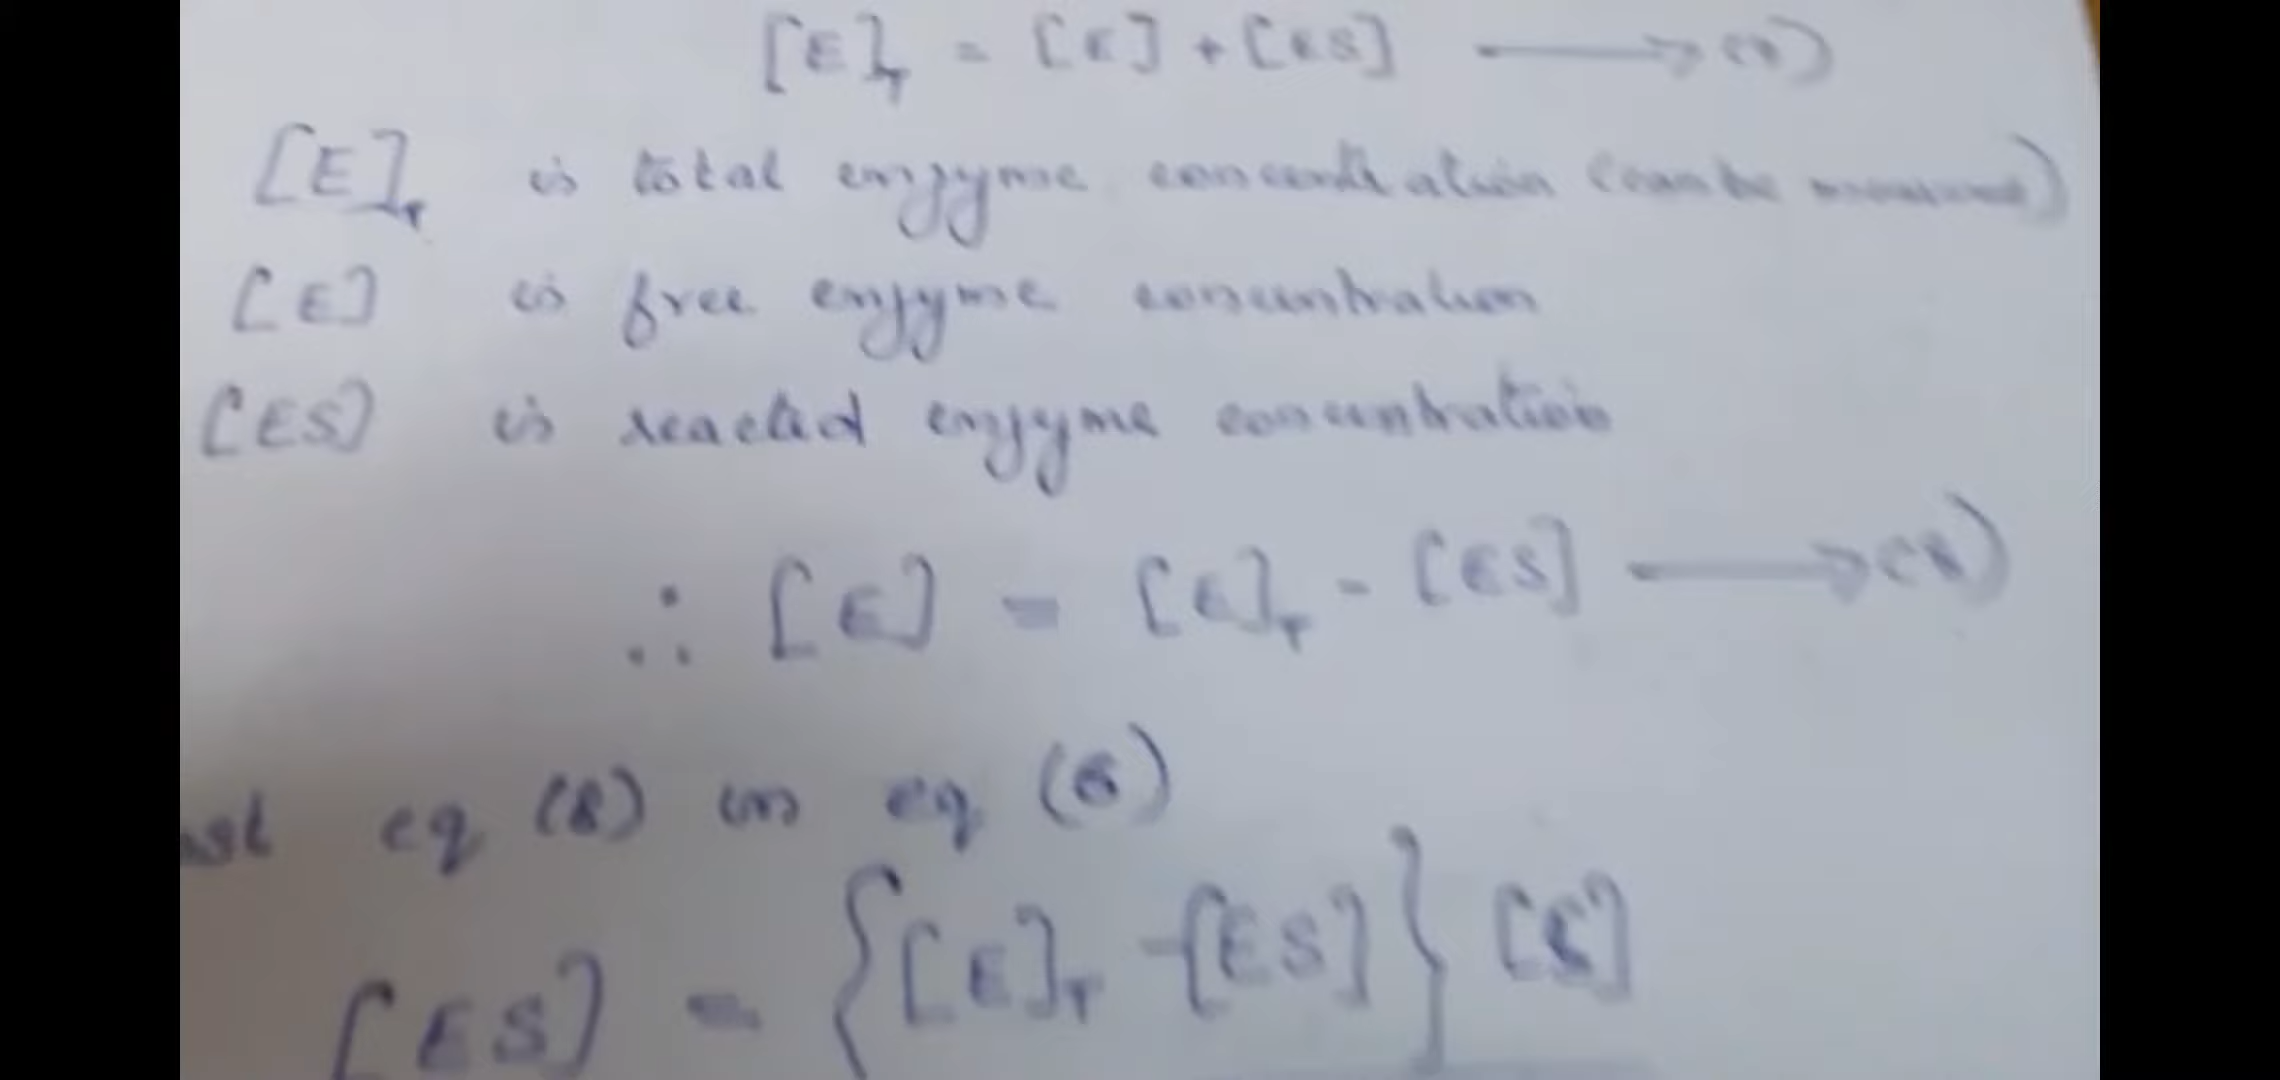 [E]T = [E] + [ES] ⟶
[E]T is total enzyme concentration (can be measured)
[E] is free enzyme concentration
[ES] is reacted enzyme concentration
∴ [E] = [E]T - [ES] ⟶ (8)
eq (8) in eq (6)
[ES] = {[E]T - [ES]} [S]